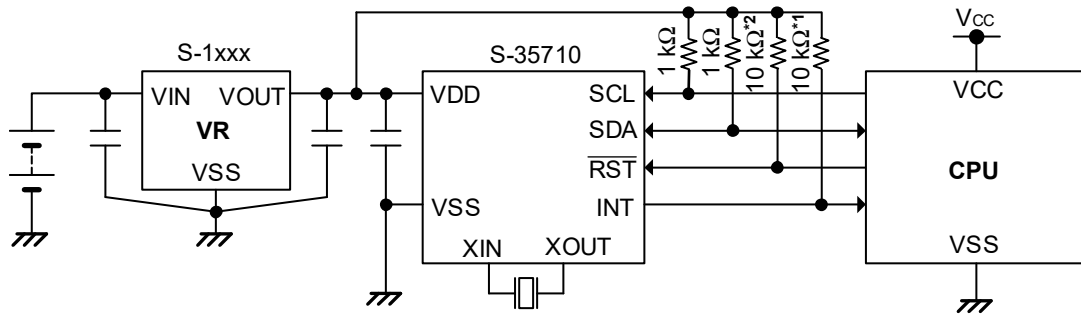 S-1xxx
VIN VOUT
VR
VSS
S-35710
VDD
VSS
XIN XOUT
SCL
SDA
RST
INT
1 kΩ
1 kΩ
10 kΩ*2
10 kΩ*1
VCC
VCC
CPU
VSS